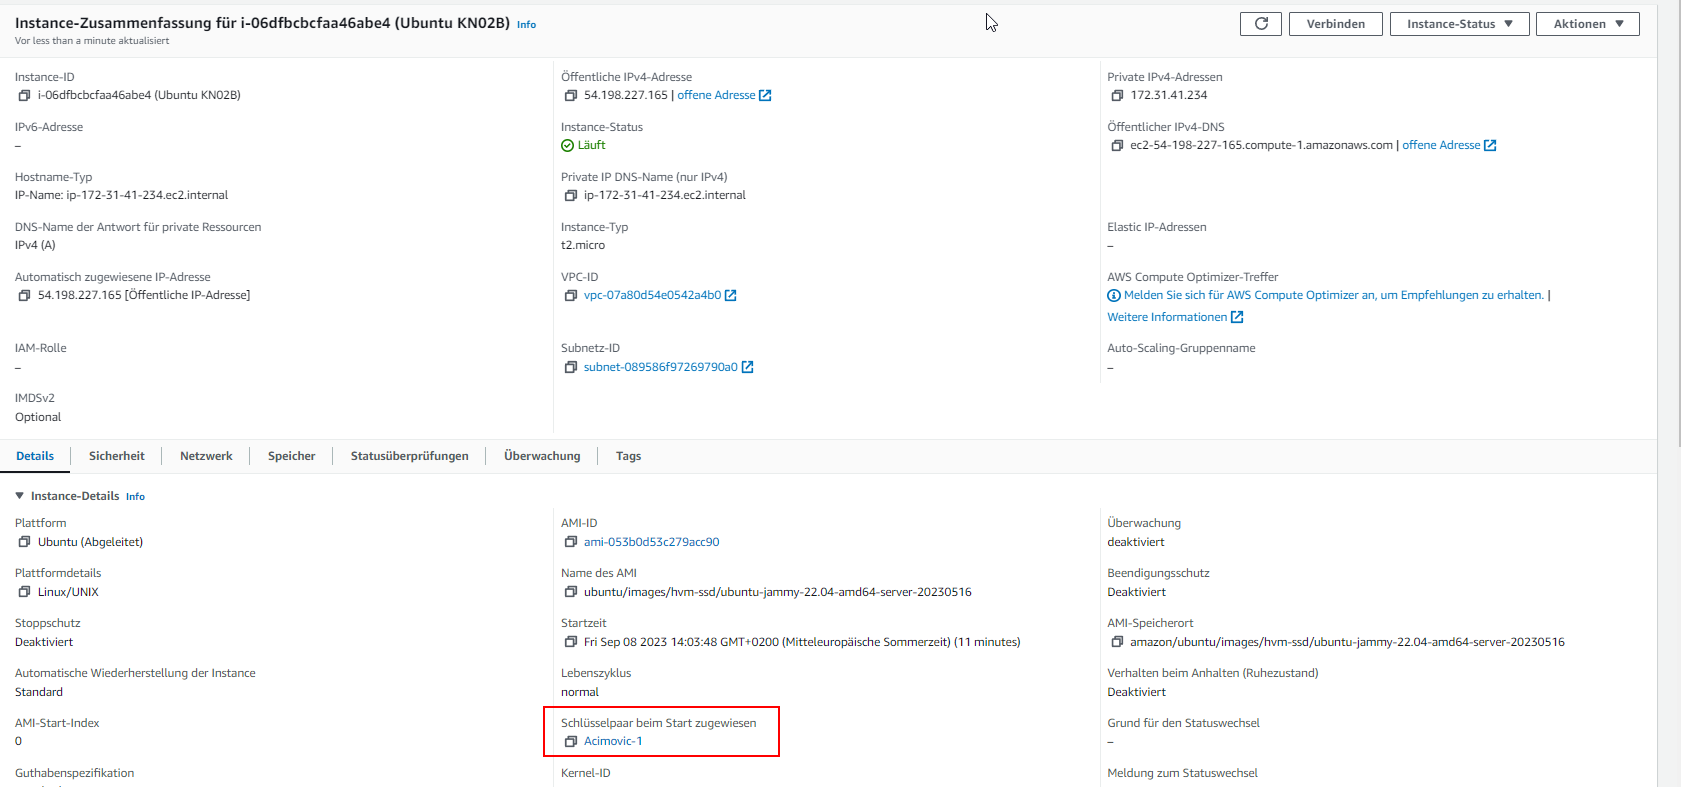 Instance-Zusammenfassung für i-06dfbcbcfaa46abe4 (Ubuntu KN02B) Info
Vor less than a minute aktualisiert
Verbinden
Instance-Status
Aktionen
Instance-ID
i-06dfbcbcfaa46abe4 (Ubuntu KN02B)
Öffentliche IPv4-Adresse
54.198.227.165 | offene Adresse
Private IPv4-Adressen
172.31.41.234
IPv6-Adresse
–
Instance-Status
Läuft
Öffentlicher IPv4-DNS
ec2-54-198-227-165.compute-1.amazonaws.com | offene Adresse
Hostname-Typ
IP-Name: ip-172-31-41-234.ec2.internal
Private IP DNS-Name (nur IPv4)
ip-172-31-41-234.ec2.internal
DNS-Name der Antwort für private Ressourcen
IPv4 (A)
Instance-Typ
t2.micro
Elastic IP-Adressen
–
Automatisch zugewiesene IP-Adresse
54.198.227.165 [Öffentliche IP-Adresse]
VPC-ID
vpc-07a80d54e0542a4b0
AWS Compute Optimizer-Treffer
Melden Sie sich für AWS Compute Optimizer an, um Empfehlungen zu erhalten. |
Weitere Informationen
IAM-Rolle
–
Subnetz-ID
subnet-089586f97269790a0
Auto-Scaling-Gruppenname
–
IMDSv2
Optional
Details
Sicherheit
Netzwerk
Speicher
Statusüberprüfungen
Überwachung
Tags
Instance-Details Info
Plattform
Ubuntu (Abgeleitet)
AMI-ID
ami-053b0d53c279acc90
Überwachung
deaktiviert
Plattformdetails
Linux/UNIX
Name des AMI
ubuntu/images/hvm-ssd/ubuntu-jammy-22.04-amd64-server-20230516
Beendigungsschutz
Deaktiviert
Stoppschutz
Deaktiviert
Startzeit
Fri Sep 08 2023 14:03:48 GMT+0200 (Mitteleuropäische Sommerzeit) (11 minutes)
AMI-Speicherort
amazon/ubuntu/images/hvm-ssd/ubuntu-jammy-22.04-amd64-server-20230516
Automatische Wiederherstellung der Instance
Standard
Lebenszyklus
normal
Verhalten beim Anhalten (Ruhezustand)
Deaktiviert
AMI-Start-Index
0
Schlüsselpaar beim Start zugewiesen
Acimovic-1
Grund für den Statuswechsel
–
Guthabenspezifikation
Kernel-ID
Meldung zum Statuswechsel